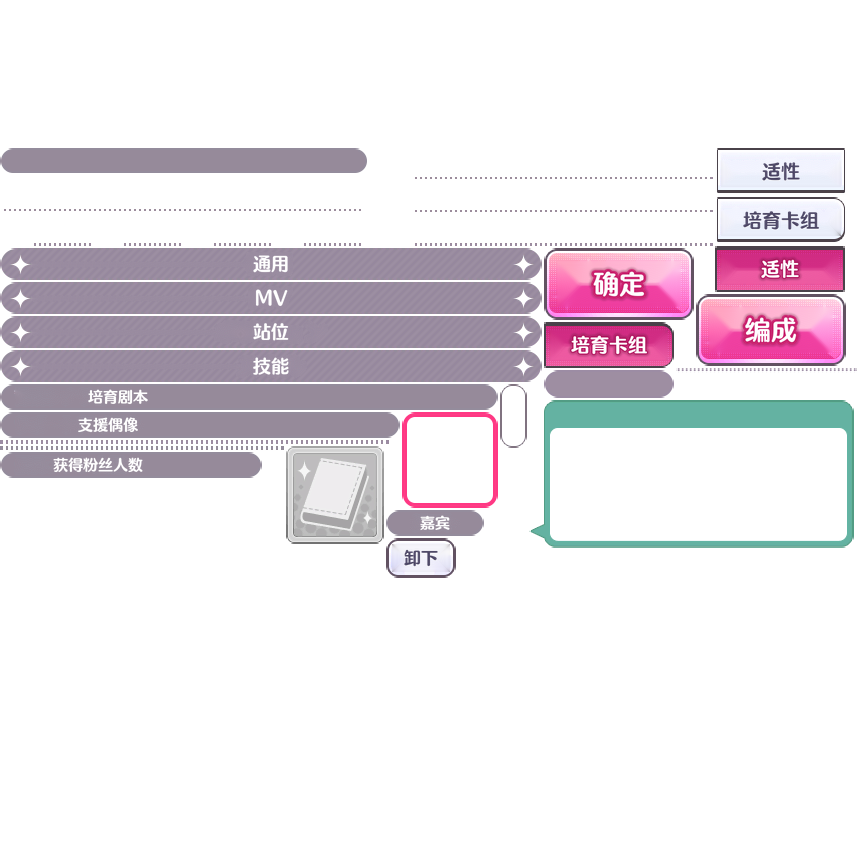 适性
培育卡组
通用
适性
确定
MV
站位
编成
培育卡组
技能
培育剧本
支援偶像
获得粉丝人数
嘉宾
卸下